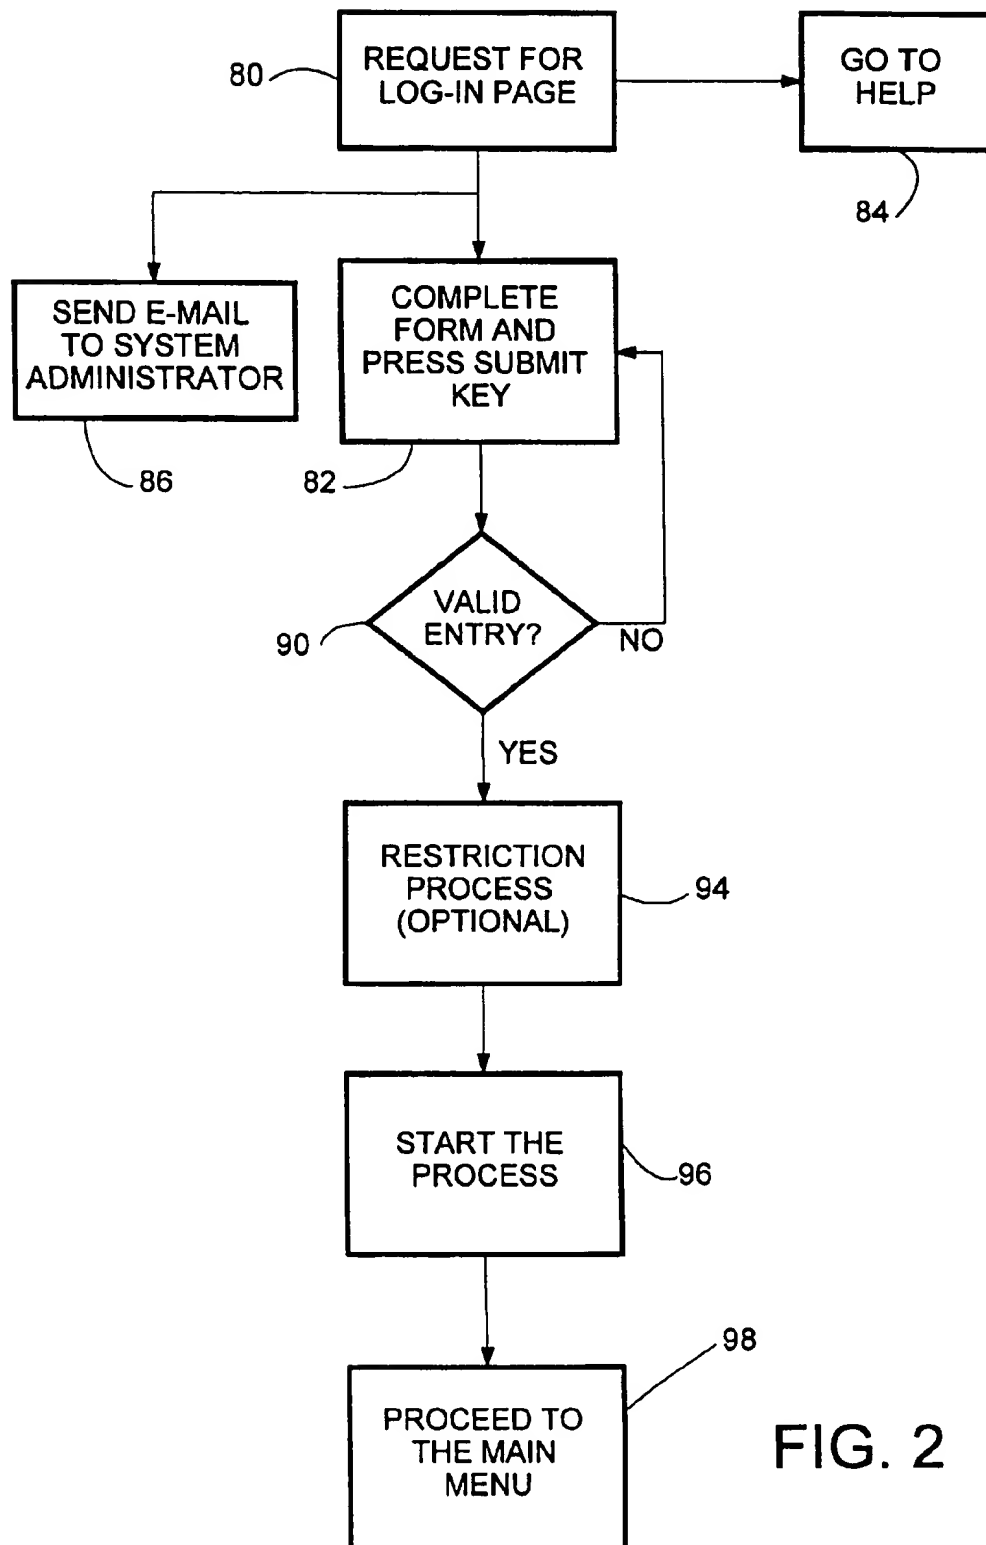 80
REQUEST FOR
LOG-IN PAGE
GO TO
HELP
84
SEND E-MAIL
TO SYSTEM
ADMINISTRATOR
86
COMPLETE
FORM AND
PRESS SUBMIT
KEY
82
90
VALID
ENTRY?
NO
YES
RESTRICTION
PROCESS
(OPTIONAL)
94
START THE
PROCESS
96
98
PROCEED TO
THE MAIN
MENU
FIG. 2